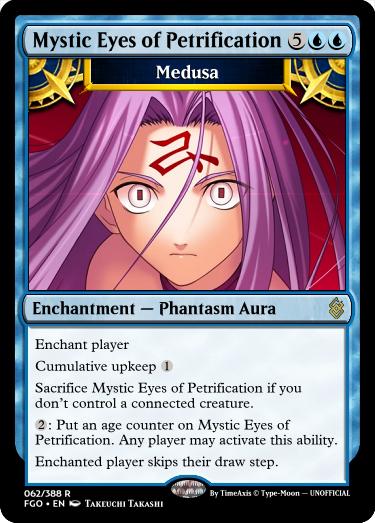 Mystic Eyes of Petrification 5
Medusa
Enchantment — Phantasm Aura
Enchant player
Cumulative upkeep 1
Sacrifice Mystic Eyes of Petrification if you
don't control a connected creature.
2: Put an age counter on Mystic Eyes of
Petrification. Any player may activate this ability.
Enchanted player skips their draw step.
062/388 R
FGO • EN Takeuchi Takashi
By TimeAxis © Type-Moon — UNOFFICIAL